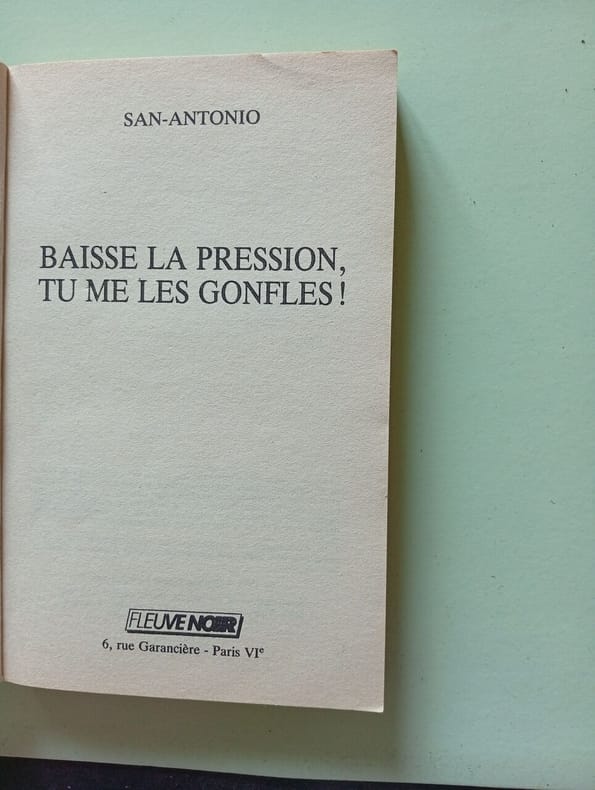 SAN-ANTONIO
BAISSE LA PRESSION,
TU ME LES GONFLES !
FLEUVE NOIR
6, rue Garancière - Paris VIe